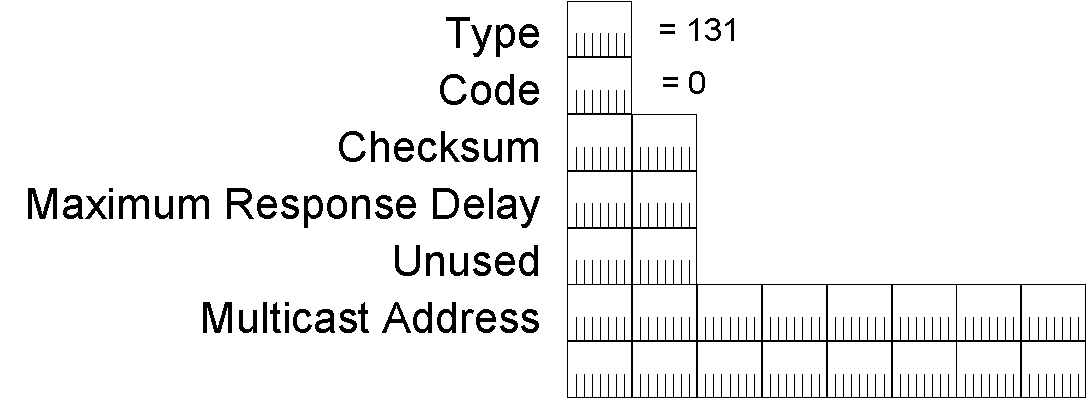 Type = 131
Code = 0
Checksum
Maximum Response Delay
Unused
Multicast Address